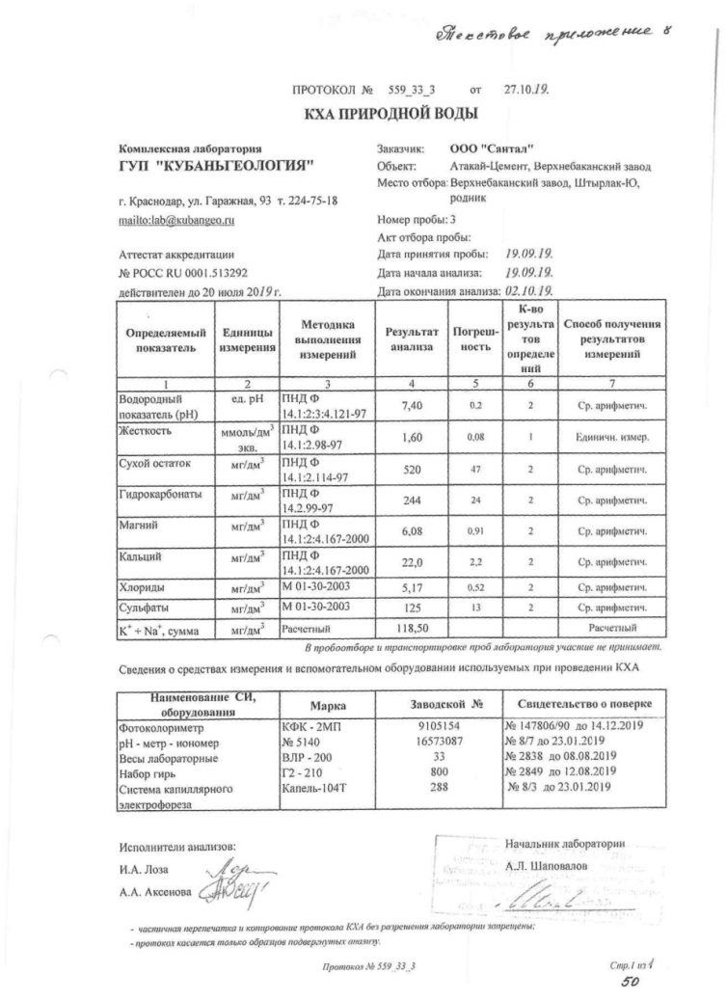 Текстовое приложение 8
ПРОТОКОЛ № 559_33_3 от 27.10.19.
КХА ПРИРОДНОЙ ВОДЫ
Комплексная лаборатория
ГУП "КУБАНЬГЕОЛОГИЯ"
г. Краснодар, ул. Гаражная, 93 т. 224-75-18
mailto:lab@кubangeo.ru
Аттестат аккредитации
№ РОСС RU 0001.513292
действителен до 20 июля 2019 г.
Заказчик: ООО "Сантал"
Объект: Атакай-Цемент, Верхнебаканский завод
Место отбора: Верхнебаканский завод, Штырлак-Ю,
родник
Номер пробы: 3
Акт отбора пробы:
Дата принятия пробы: 19.09.19.
Дата начала анализа: 19.09.19.
Дата окончания анализа: 02.10.19.
Определяемый показатель Единицы измерения Методика выполнения измерений Результат анализа Погреш-ность К-во результа тов определе ний Способ получения результатов измерений
1 2 3 4 5 6 7
Водородный показатель (рН) ед. рН ПНД Ф 14.1:2:3:4.121-97 7,40 0,2 2 Ср. арифметич.
Жесткость ммоль/дм³ экв. ПНД Ф 14.1:2.98-97 1,60 0,08 1 Единичн. измер.
Сухой остаток мг/дм³ ПНД Ф 14.1:2.114-97 520 47 2 Ср. арифметич.
Гидрокарбонаты мг/дм³ ПНД Ф 14.2.99-97 244 24 2 Ср. арифметич.
Магний мг/дм³ ПНД Ф 14.1:2:4.167-2000 6,08 0,91 2 Ср. арифметич.
Кальций мг/дм³ ПНД Ф 14.1:2:4.167-2000 22,0 2,2 2 Ср. арифметич.
Хлориды мг/дм³ М 01-30-2003 5,17 0,52 2 Ср. арифметич.
Сульфаты мг/дм³ М 01-30-2003 125 13 2 Ср. арифметич.
K⁺ + Na⁺, сумма мг/дм³ Расчетный 118,50 Расчетный
В пробоотборе и транспортировке проб лаборатория участие не принимает.
Сведения о средствах измерения и вспомогательном оборудовании используемых при проведении КХА
Наименование СИ, оборудования Марка Заводской № Свидетельство о поверке
Фотоколориметр КФК - 2МП 9105154 № 147806/90 до 14.12.2019
рН - метр - иономер № 5140 16573087 № 8/7 до 23.01.2019
Весы лабораторные ВЛР - 200 33 № 2838 до 08.08.2019
Набор гирь Г2 - 210 800 № 2849 до 12.08.2019
Система капиллярного электрофореза Капель-104Т 288 № 8/3 до 23.01.2019
Исполнители анализов:
И.А. Лоза
А.А. Аксенова
Начальник лаборатории
А.Л. Шаповалов
- частичная перепечатка и копирование протокола КХА без разрешения лаборатории запрещены;
- протокол касается только образцов подвергнутых анализу.
Протокол № 559_33_3
Стр.1 из 1
50